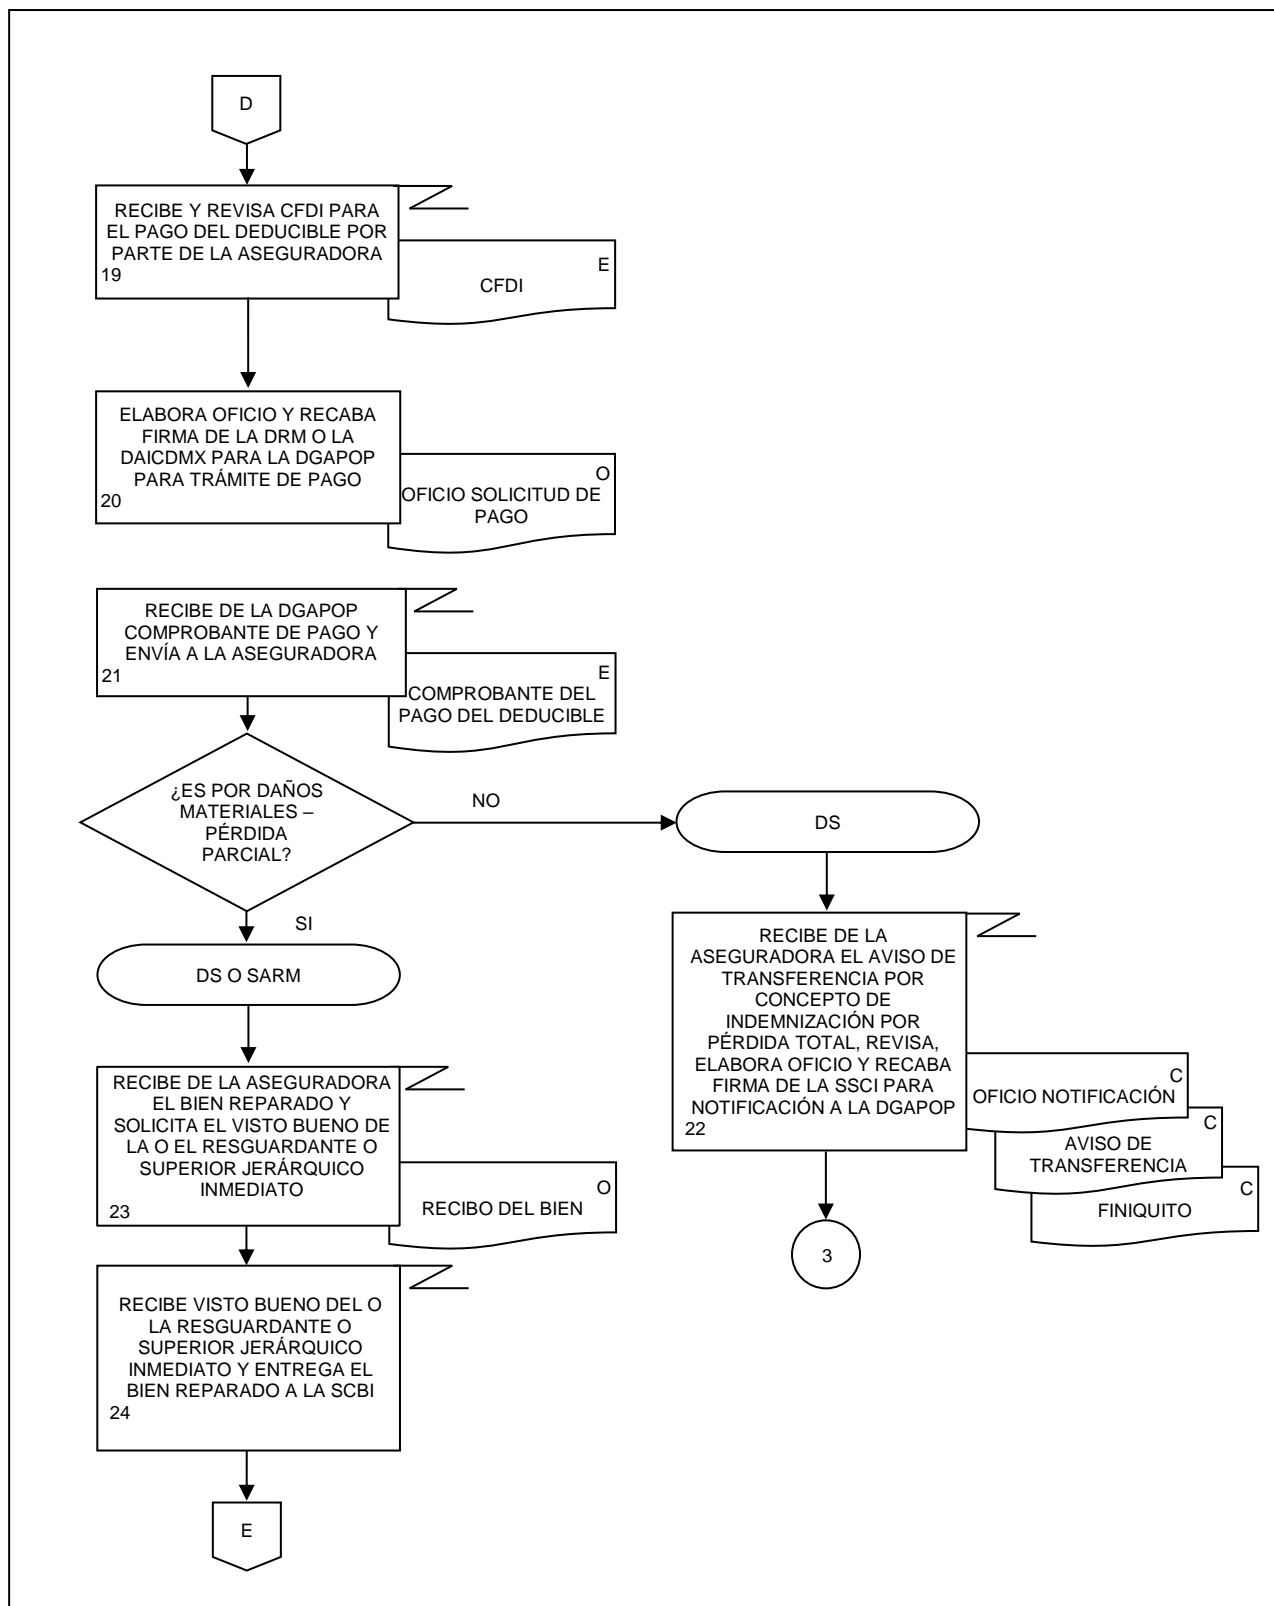 D
RECIBE Y REVISA CFDI PARA
EL PAGO DEL DEDUCIBLE POR
PARTE DE LA ASEGURADORA
19
E
CFDI
ELABORA OFICIO Y RECABA
FIRMA DE LA DRM O LA
DAICDMX PARA LA DGAPOP
PARA TRÁMITE DE PAGO
20
O
OFICIO SOLICITUD DE
PAGO
RECIBE DE LA DGAPOP
COMPROBANTE DE PAGO Y
ENVÍA A LA ASEGURADORA
21
E
COMPROBANTE DEL
PAGO DEL DEDUCIBLE
¿ES POR DAÑOS
MATERIALES –
PÉRDIDA
PARCIAL?
NO
DS
SI
DS O SARM
RECIBE DE LA
ASEGURADORA EL AVISO DE
TRANSFERENCIA POR
CONCEPTO DE
INDEMNIZACIÓN POR
PÉRDIDA TOTAL, REVISA,
ELABORA OFICIO Y RECABA
FIRMA DE LA SSCI PARA
NOTIFICACIÓN A LA DGAPOP
22
C
OFICIO NOTIFICACIÓN
C
AVISO DE
TRANSFERENCIA
C
FINIQUITO
3
RECIBE DE LA ASEGURADORA
EL BIEN REPARADO Y
SOLICITA EL VISTO BUENO DE
LA O EL RESGUARDANTE O
SUPERIOR JERÁRQUICO
INMEDIATO
23
O
RECIBO DEL BIEN
RECIBE VISTO BUENO DEL O
LA RESGUARDANTE O
SUPERIOR JERÁRQUICO
INMEDIATO Y ENTREGA EL
BIEN REPARADO A LA SCBI
24
E